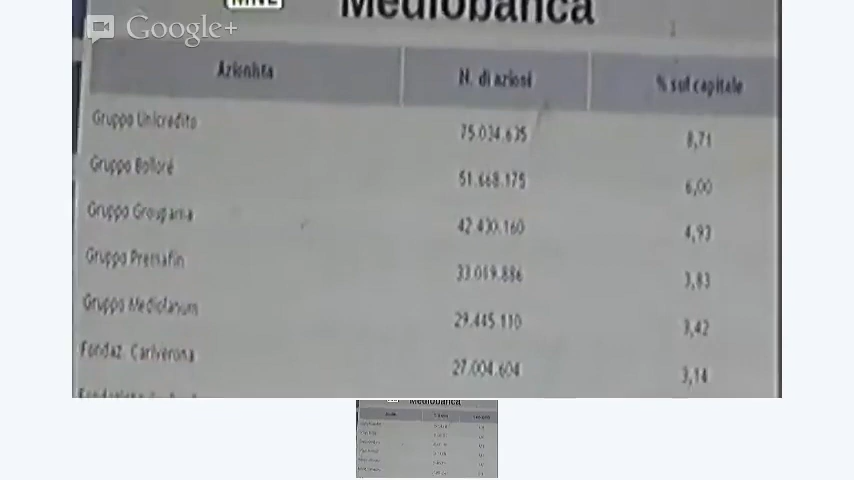 Google+
Mediobanca
Azionista N. di azioni % sul capitale
Gruppo Unicredito 75.034.635 8,71
Gruppo Bolloré 51.668.175 6,00
Gruppo Groupama 42.430.160 4,93
Gruppo Premafin 33.019.886 3,83
Gruppo Mediolanum 29.445.110 3,42
Fondaz. Cariverona 27.004.604 3,14